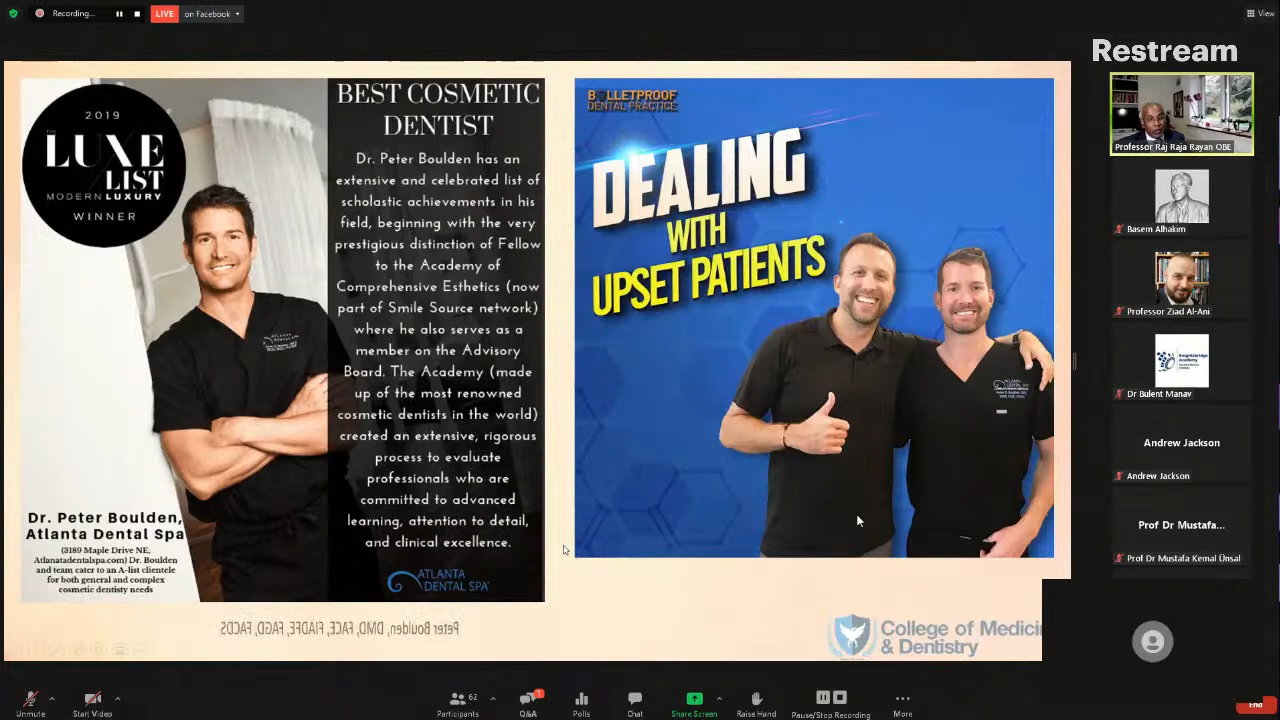 Recording...
LIVE
on Facebook
View
Restream
2019
THE
LUXE
LIST
MODERN LUXURY
WINNER
BEST COSMETIC
DENTIST
Dr. Peter Boulden has an
extensive and celebrated list of
scholastic achievements in his
field, beginning with the very
prestigious distinction of Fellow
to the Academy of
Comprehensive Esthetics (now
part of Smile Source network)
where he also serves as a
member on the Advisory
Board. The Academy (made
up of the most renowned
cosmetic dentists in the world)
created an extensive, rigorous
process to evaluate
professionals who are
committed to advanced
learning, attention to detail,
and clinical excellence.
ATLANTA
DENTAL SPA
Dr. Peter Boulden,
Atlanta Dental Spa
(3189 Maple Drive NE,
Atlanatadentalspa.com) Dr. Boulden
and team cater to an A-list clientele
for both general and complex
cosmetic dentisty needs
BULLETPROOF
DENTAL PRACTICE
DEALING
WITH
UPSET PATIENTS
ATLANTA
DENTAL SPA
Peter Boulden, DMD, FACE, FIADFE, FAGD, FACDS
College of Medicin
& Dentistry
Professor Raj Raja Rayan OBE
Basem Alhakim
Professor Ziad Al-Ani
Knightsbridge
Academy
Dr Bulent Manav
Andrew Jackson
Andrew Jackson
Prof Dr Mustafa...
Prof Dr Mustafa Kemal Ünsal
Unmute
Start Video
62
Participants
1
Q&A
Polls
Chat
Share Screen
Raise Hand
Pause/Stop Recording
More
End